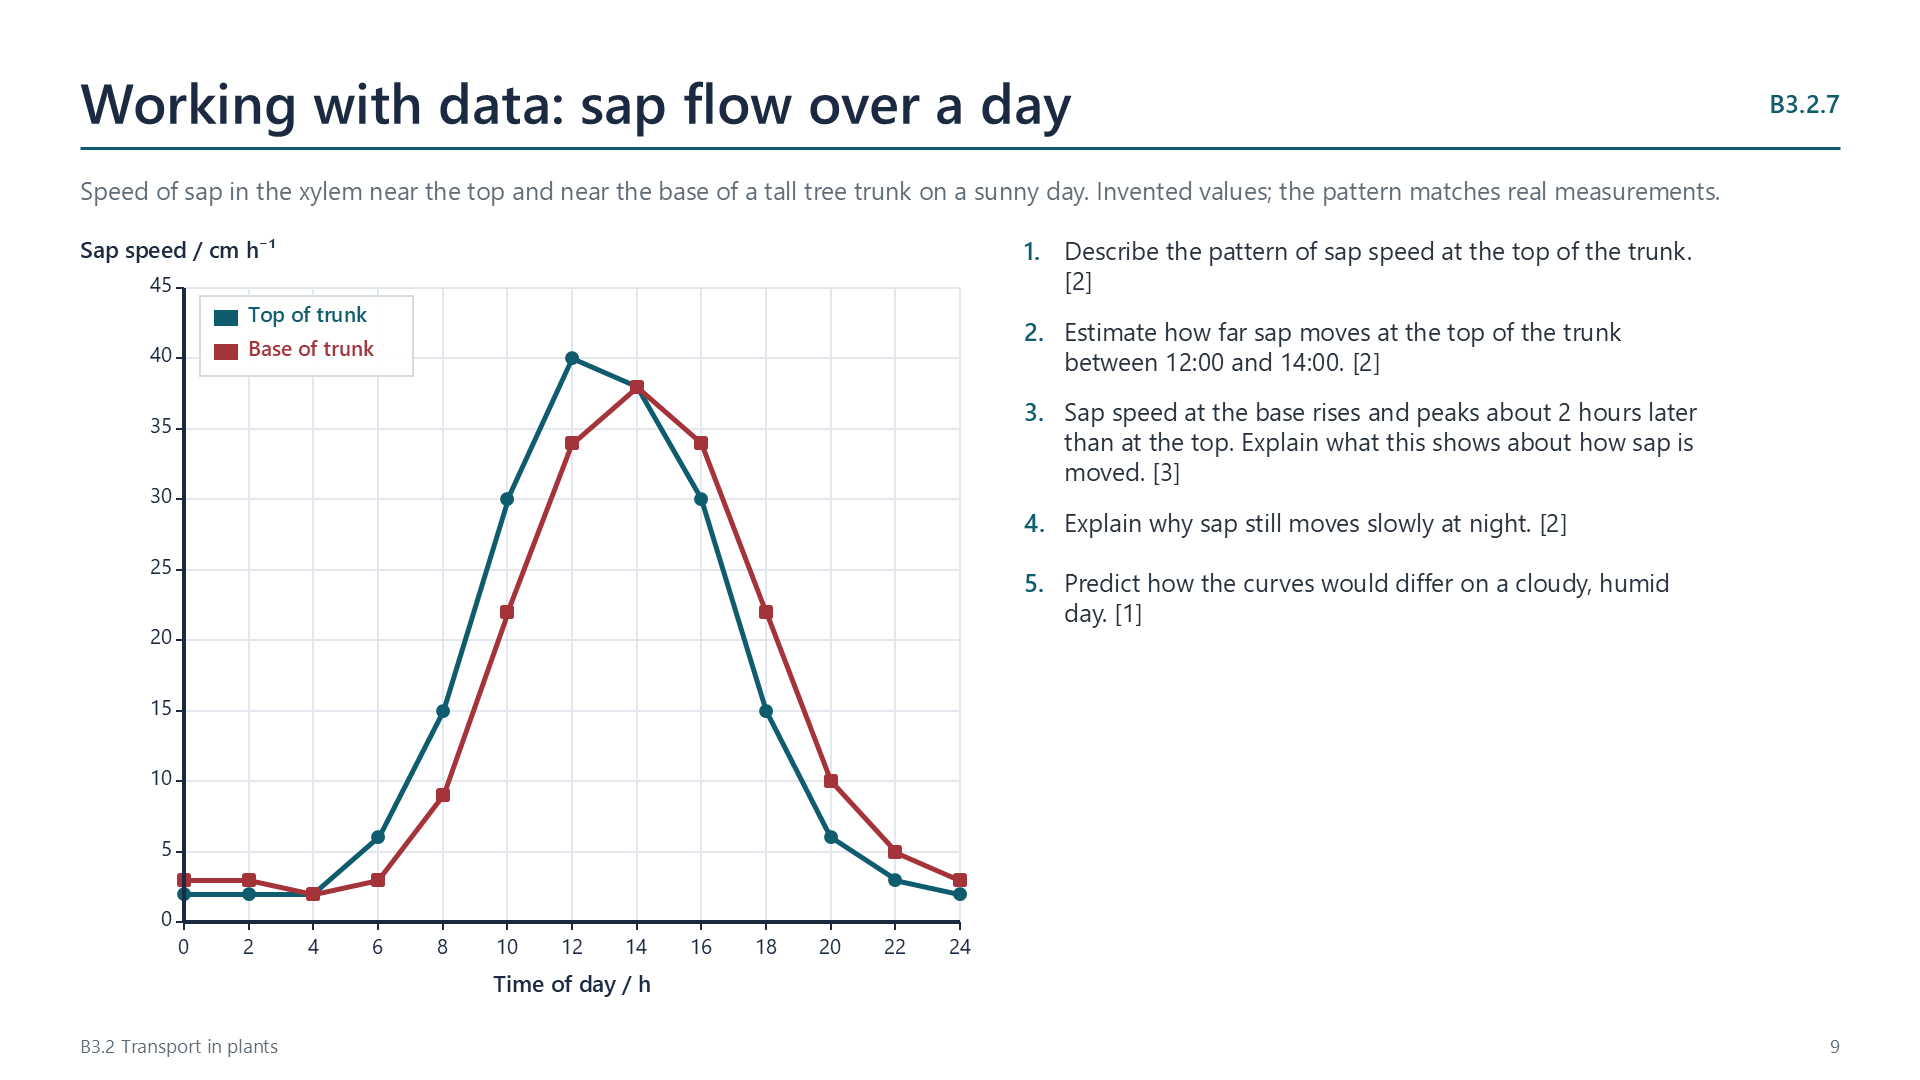 Working with data: sap flow over a day
B3.2.7
Speed of sap in the xylem near the top and near the base of a tall tree trunk on a sunny day. Invented values; the pattern matches real measurements.
Sap speed / cm h⁻¹
45
40
35
30
25
20
15
10
5
0
Top of trunk
Base of trunk
0 2 4 6 8 10 12 14 16 18 20 22 24
Time of day / h
1. Describe the pattern of sap speed at the top of the trunk.
[2]
2. Estimate how far sap moves at the top of the trunk
between 12:00 and 14:00. [2]
3. Sap speed at the base rises and peaks about 2 hours later
than at the top. Explain what this shows about how sap is
moved. [3]
4. Explain why sap still moves slowly at night. [2]
5. Predict how the curves would differ on a cloudy, humid
day. [1]
B3.2 Transport in plants
9